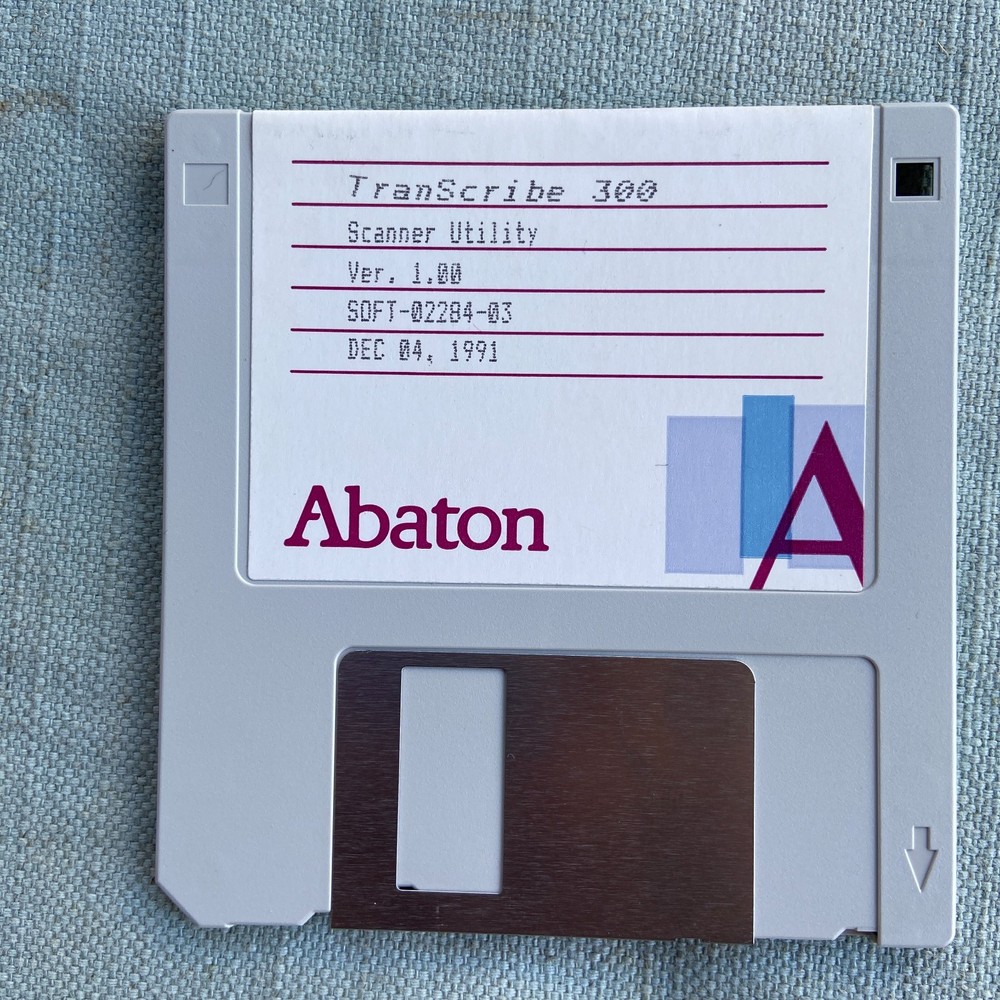 TranScribe 300
Scanner Utility
Ver. 1.00
SOFT-02284-03
DEC 04, 1991
Abaton
A